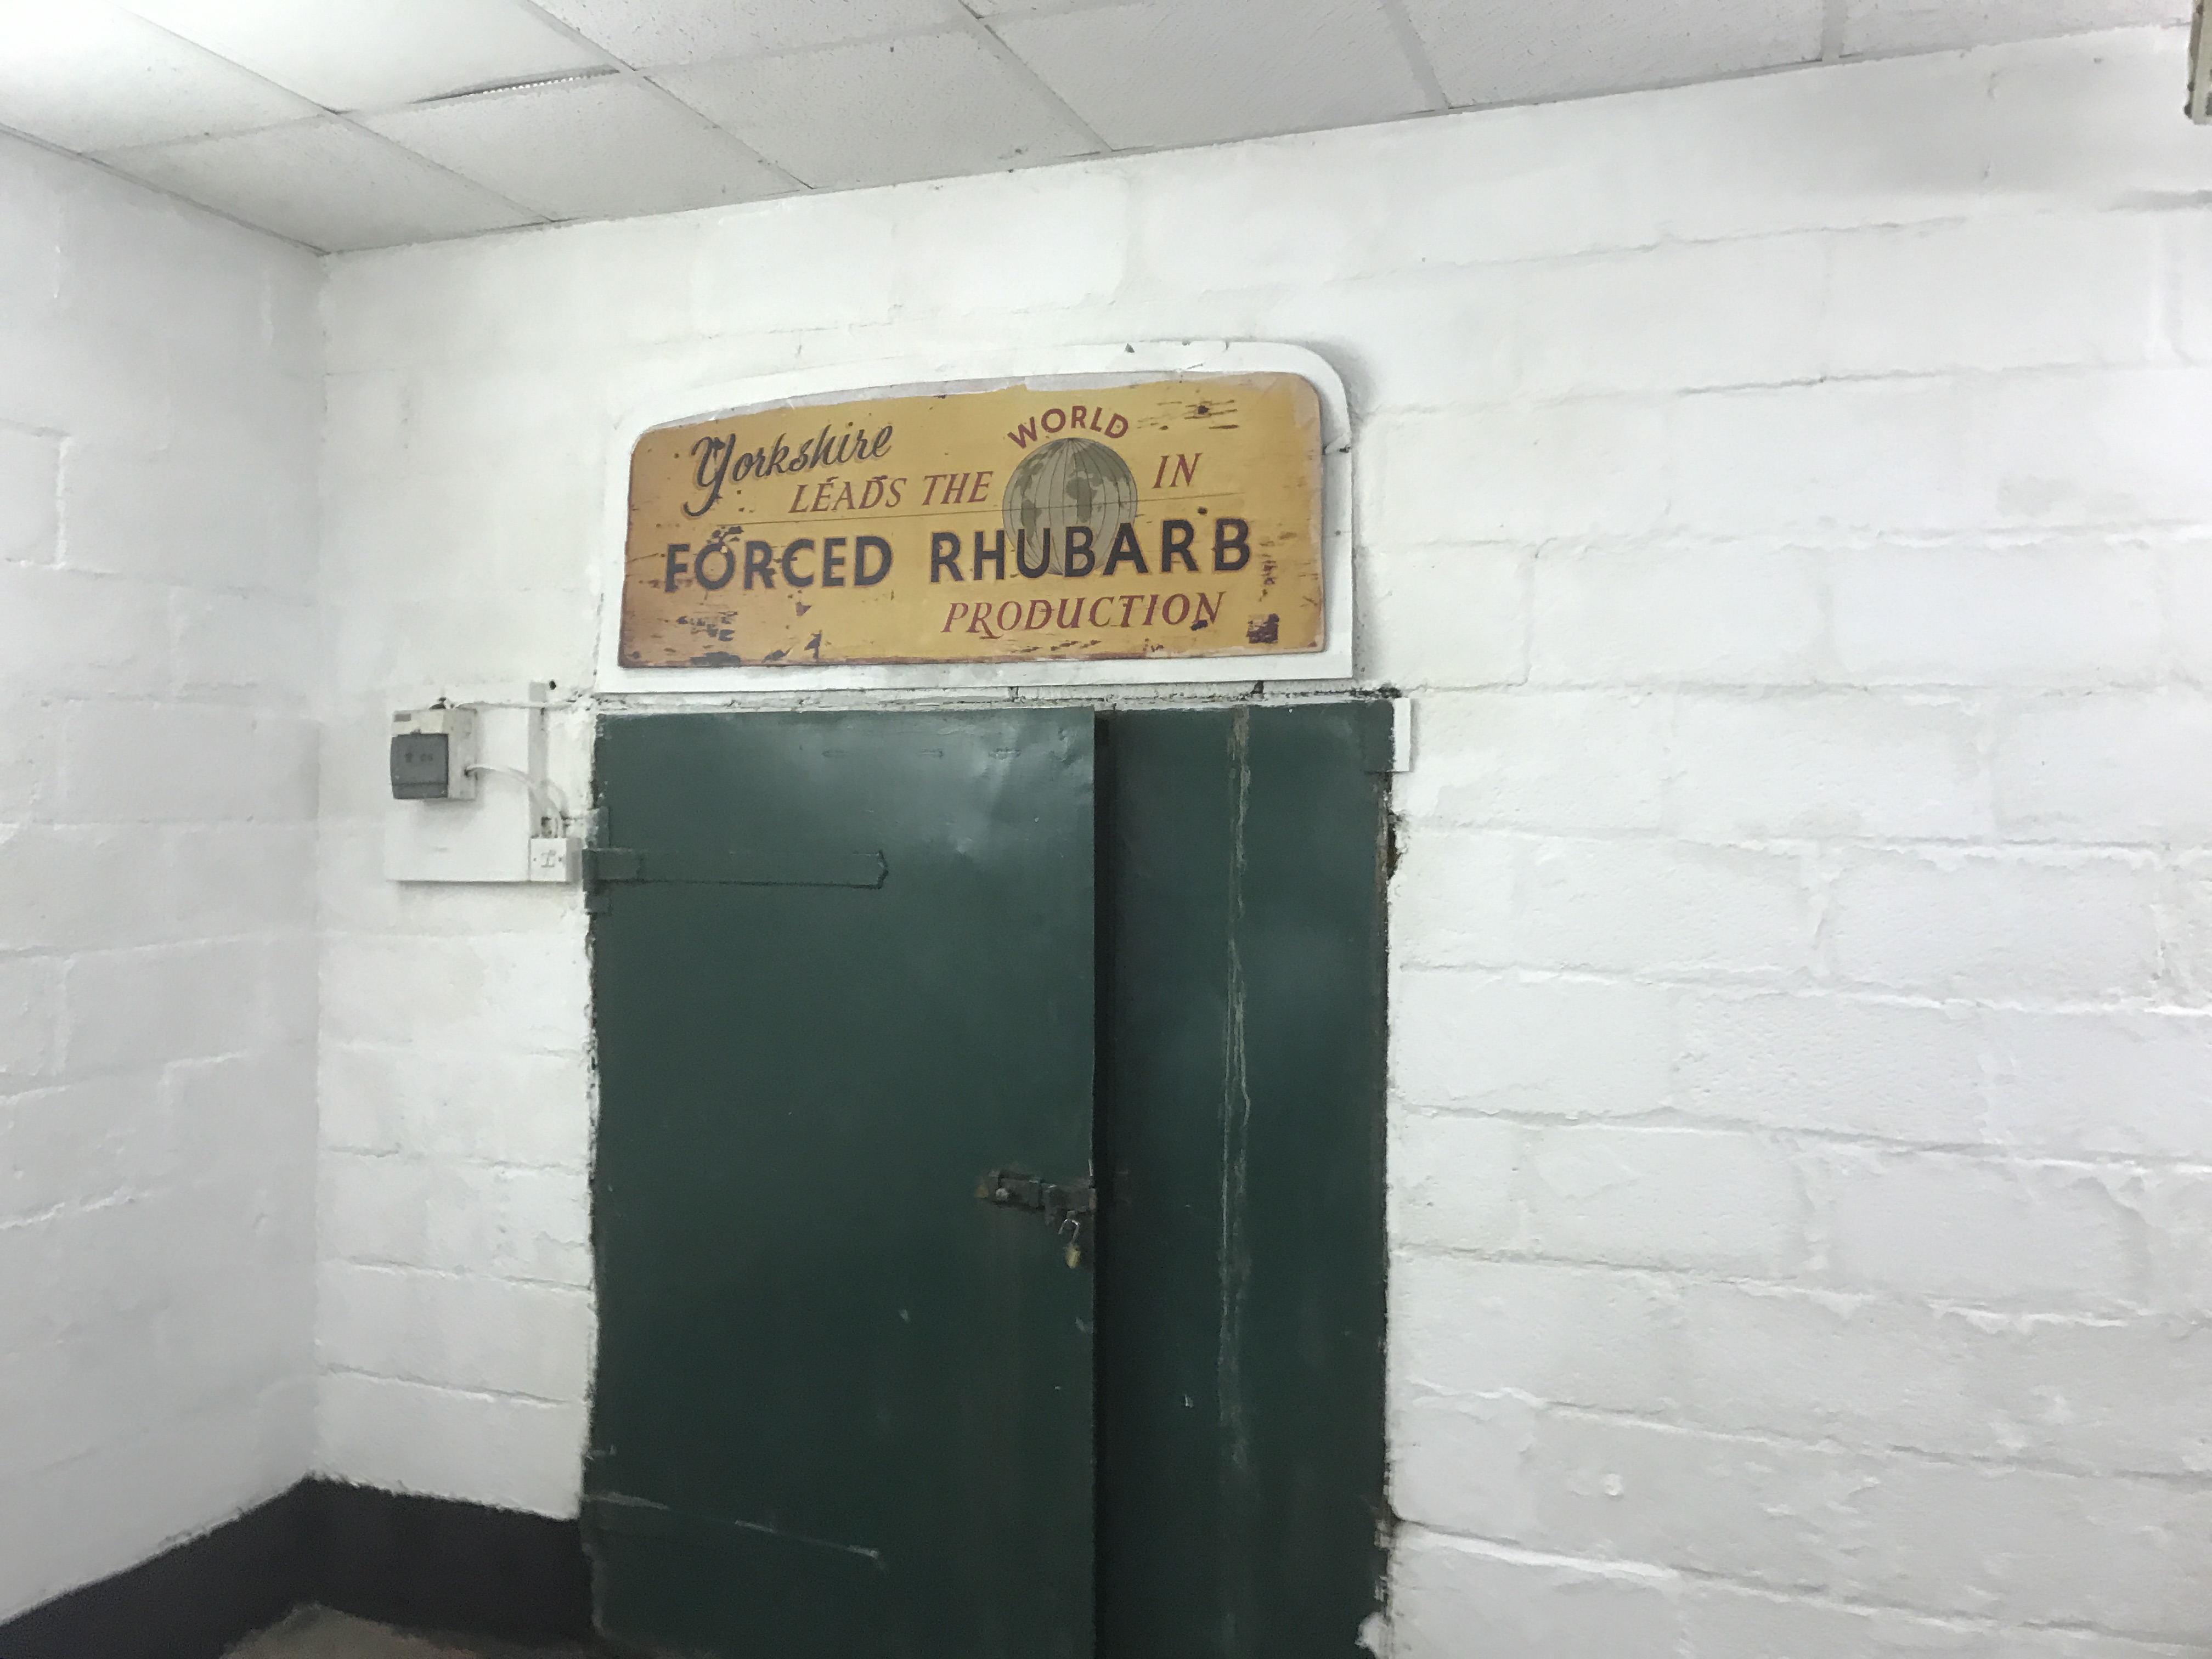 Yorkshire
LEADS THE WORLD IN
FORCED RHUBARB
PRODUCTION